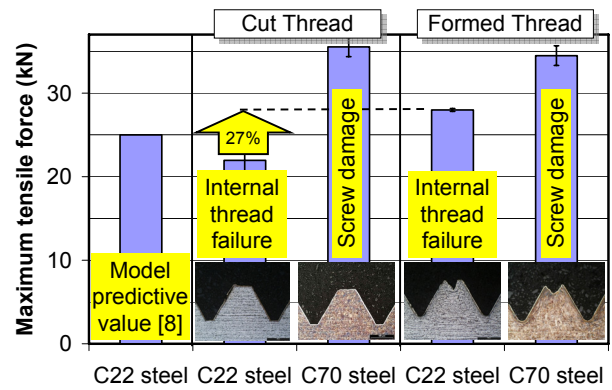 Cut Thread
Formed Thread
Maximum tensile force (kN)
30
20
10
0
27%
Model
predictive
value [8]
Internal
thread
failure
Screw damage
Internal
thread
failure
Screw damage
C22 steel
C22 steel
C70 steel
C22 steel
C70 steel